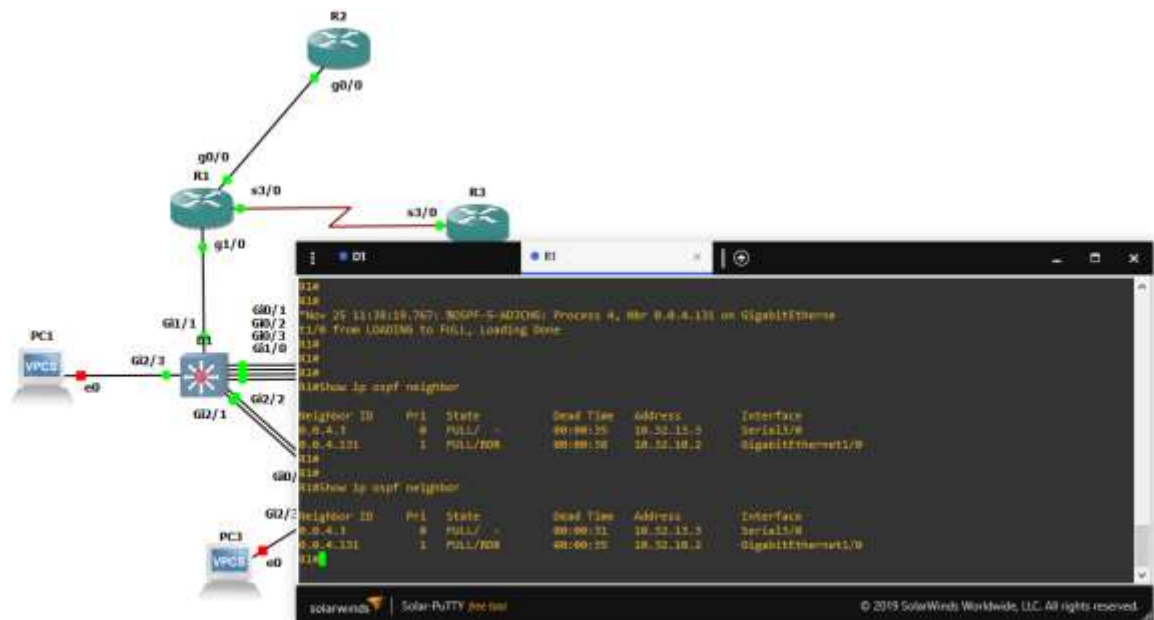 R2
g0/0
g0/0
R1
s3/0
R3
s3/0
g1/0
D1
R1
R1#
R1#
*Nov 25 11:38:10.767: %OSPF-5-ADJCHG: Process 4, Nbr 0.0.4.131 on GigabitEtherne
t1/0 from LOADING to FULL, Loading Done
R1#
R1#
R1#
R1#Show ip ospf neighbor
Neighbor ID Pri State Dead Time Address Interface
0.0.4.3 0 FULL/ - 00:00:35 10.32.13.3 Serial3/0
0.0.4.131 1 FULL/BDR 00:00:38 10.32.10.2 GigabitEthernet1/0
R1#
R1#
R1#Show ip ospf neighbor
Neighbor ID Pri State Dead Time Address Interface
0.0.4.3 0 FULL/ - 00:00:31 10.32.13.3 Serial3/0
0.0.4.131 1 FULL/BDR 00:00:35 10.32.10.2 GigabitEthernet1/0
R1#
Gi0/1
Gi0/2
Gi0/3
Gi1/0
Gi1/1
D1
PC1
VPCS
e0
Gi2/3
Gi2/2
Gi2/1
Gi0/
Gi2/3
PC3
VPCS
e0
solarwinds Solar-PuTTY free tool
© 2019 SolarWinds Worldwide, LLC. All rights reserved.